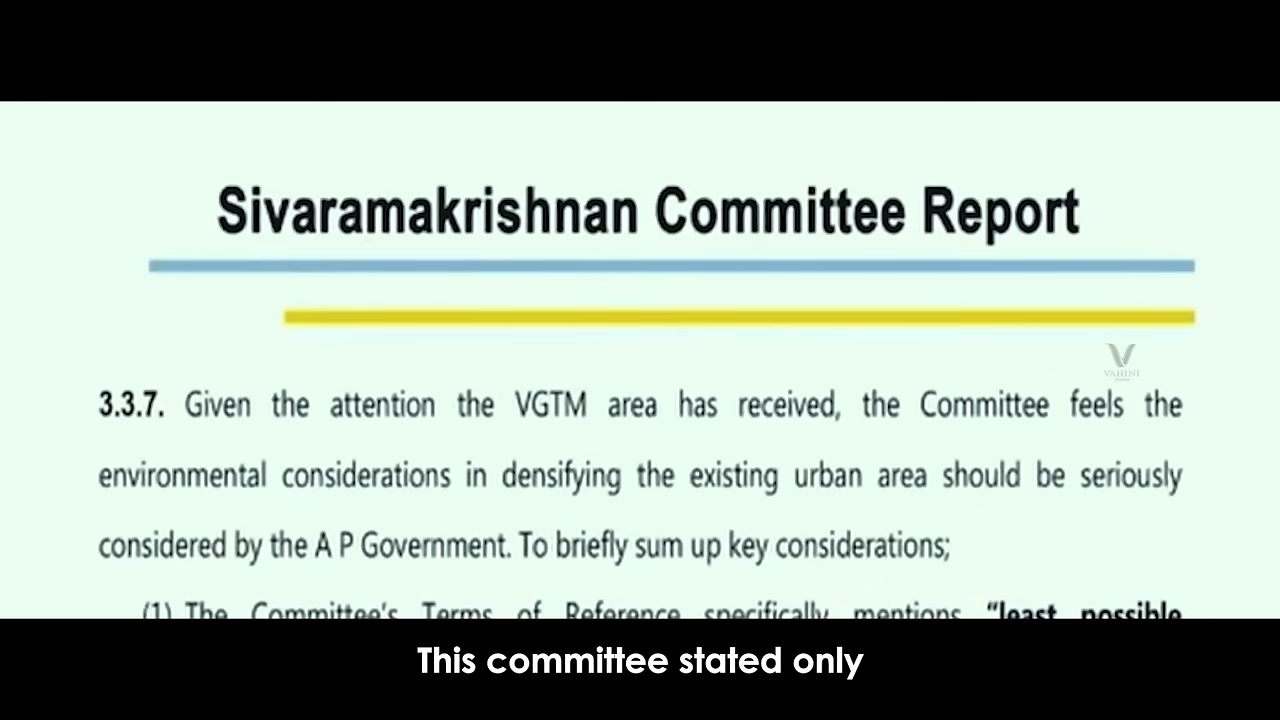 Sivaramakrishnan Committee Report
VAHINI
3.3.7. Given the attention the VGTM area has received, the Committee feels the
environmental considerations in densifying the existing urban area should be seriously
considered by the A P Government. To briefly sum up key considerations;
(1) The Committee's Terms of Reference specifically mentions “least possible
This committee stated only